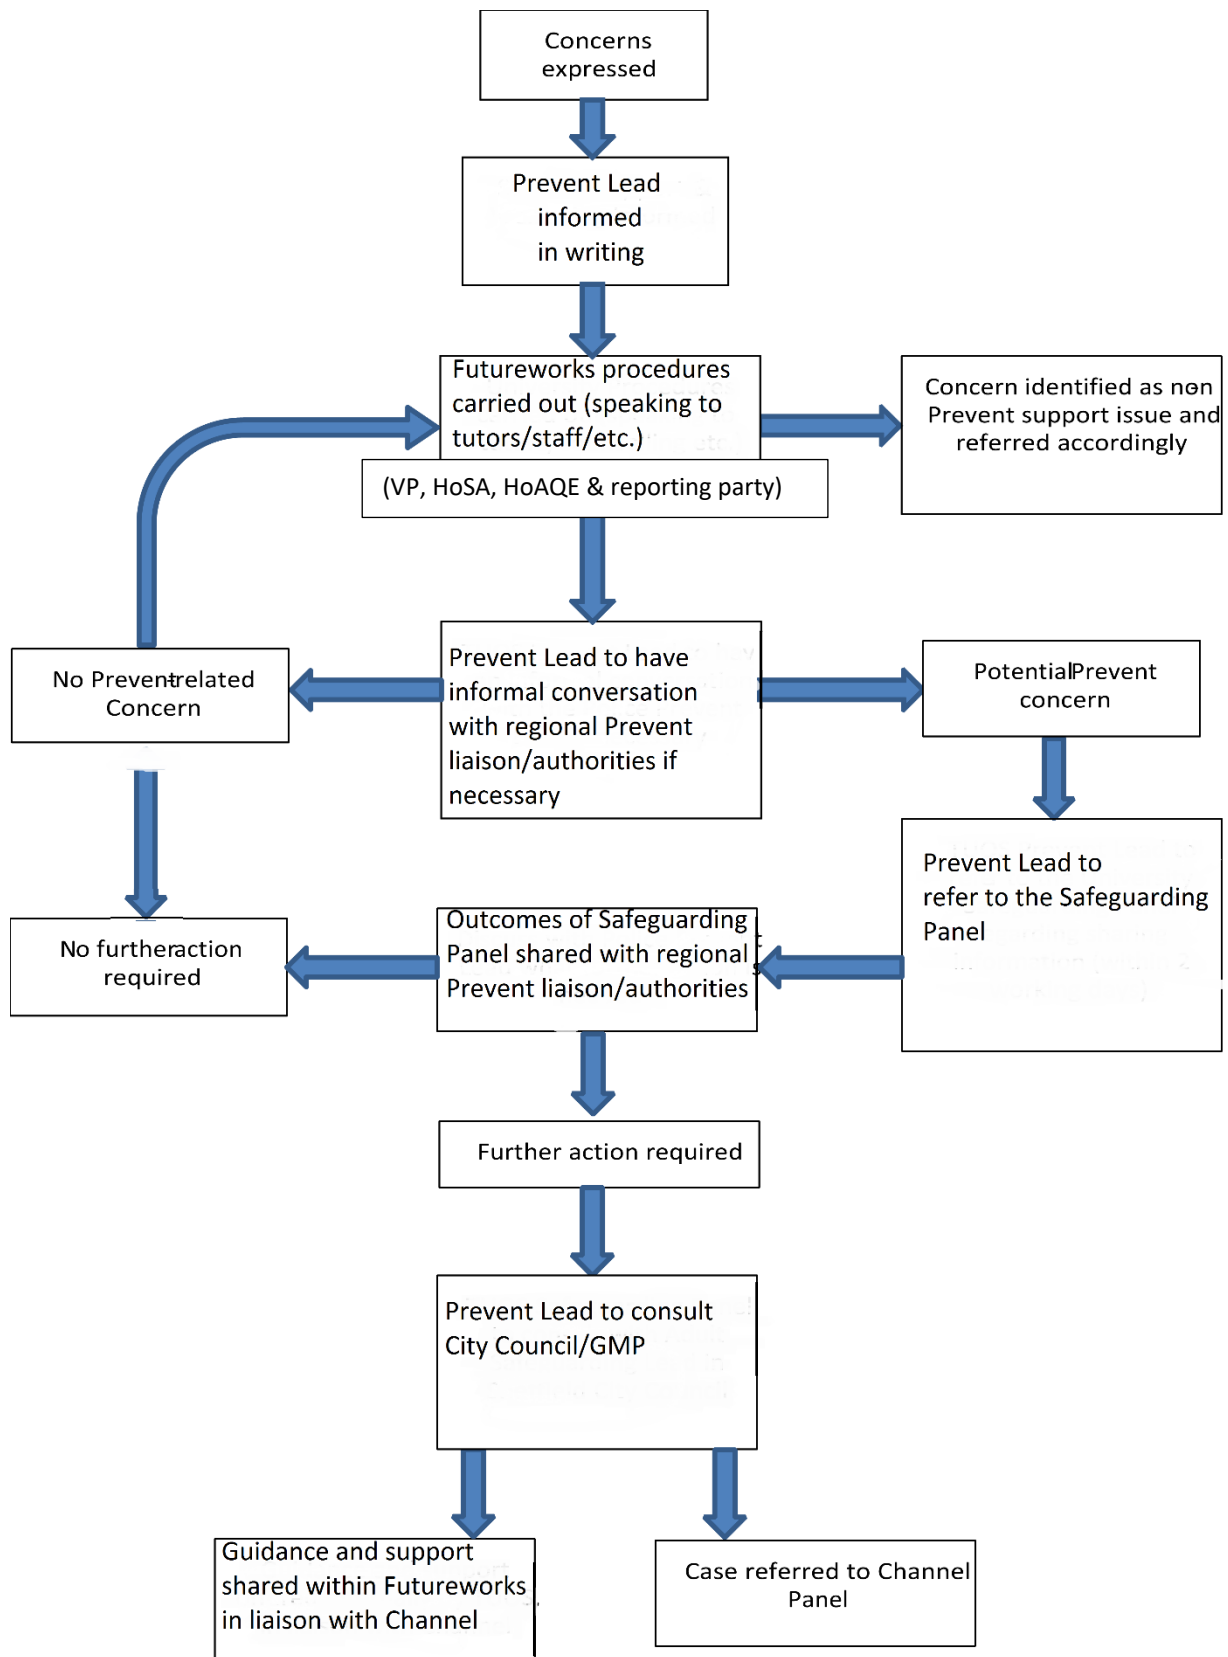 Concerns
expressed
Prevent Lead
informed
in writing
Futureworks procedures
carried out (speaking to
tutors/staff/etc.)
(VP, HoSA, HoAQE & reporting party)
Concern identified as non
Prevent support issue and
referred accordingly
No Prevent-related
Concern
Prevent Lead to have
informal conversation
with regional Prevent
liaison/authorities if
necessary
PotentialPrevent
concern
Prevent Lead to
refer to the Safeguarding
Panel
No furtheraction
required
Outcomes of Safeguarding
Panel shared with regional
Prevent liaison/authorities
Further action required
Prevent Lead to consult
City Council/GMP
Guidance and support
shared within Futureworks
in liaison with Channel
Case referred to Channel
Panel